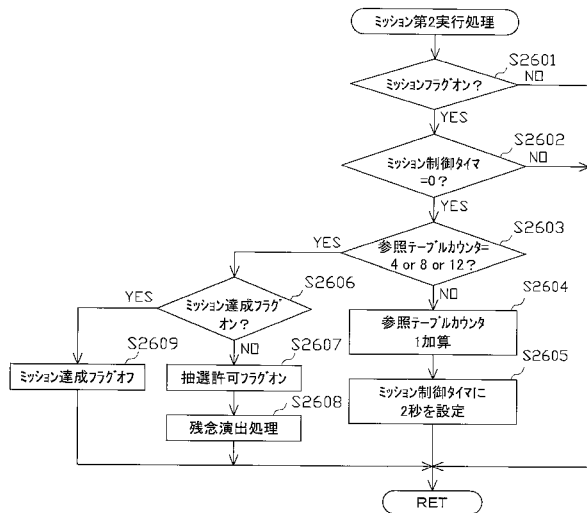 ミッション第2実行処理
S2601
ミッションフラグオン?
NO
YES
S2602
ミッション制御タイマ
=0?
NO
YES
S2603
参照テーブルカウンタ=
4 or 8 or 12?
YES
NO
S2606
ミッション達成フラグ
オン?
YES
NO
S2604
参照テーブルカウンタ
1加算
S2609
ミッション達成フラグオフ
S2607
抽選許可フラグオン
S2605
ミッション制御タイマに
2秒を設定
S2608
残念演出処理
RET